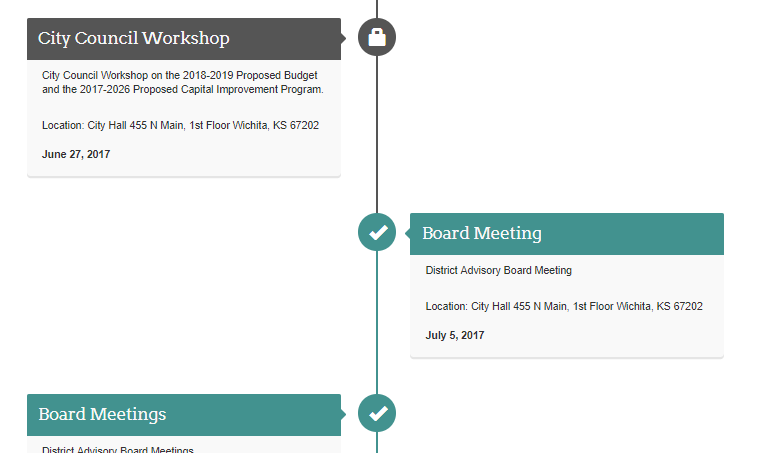 City Council Workshop
City Council Workshop on the 2018-2019 Proposed Budget
and the 2017-2026 Proposed Capital Improvement Program.
Location: City Hall 455 N Main, 1st Floor Wichita, KS 67202
June 27, 2017
Board Meeting
District Advisory Board Meeting
Location: City Hall 455 N Main, 1st Floor Wichita, KS 67202
July 5, 2017
Board Meetings
District Advisory Board Meetings